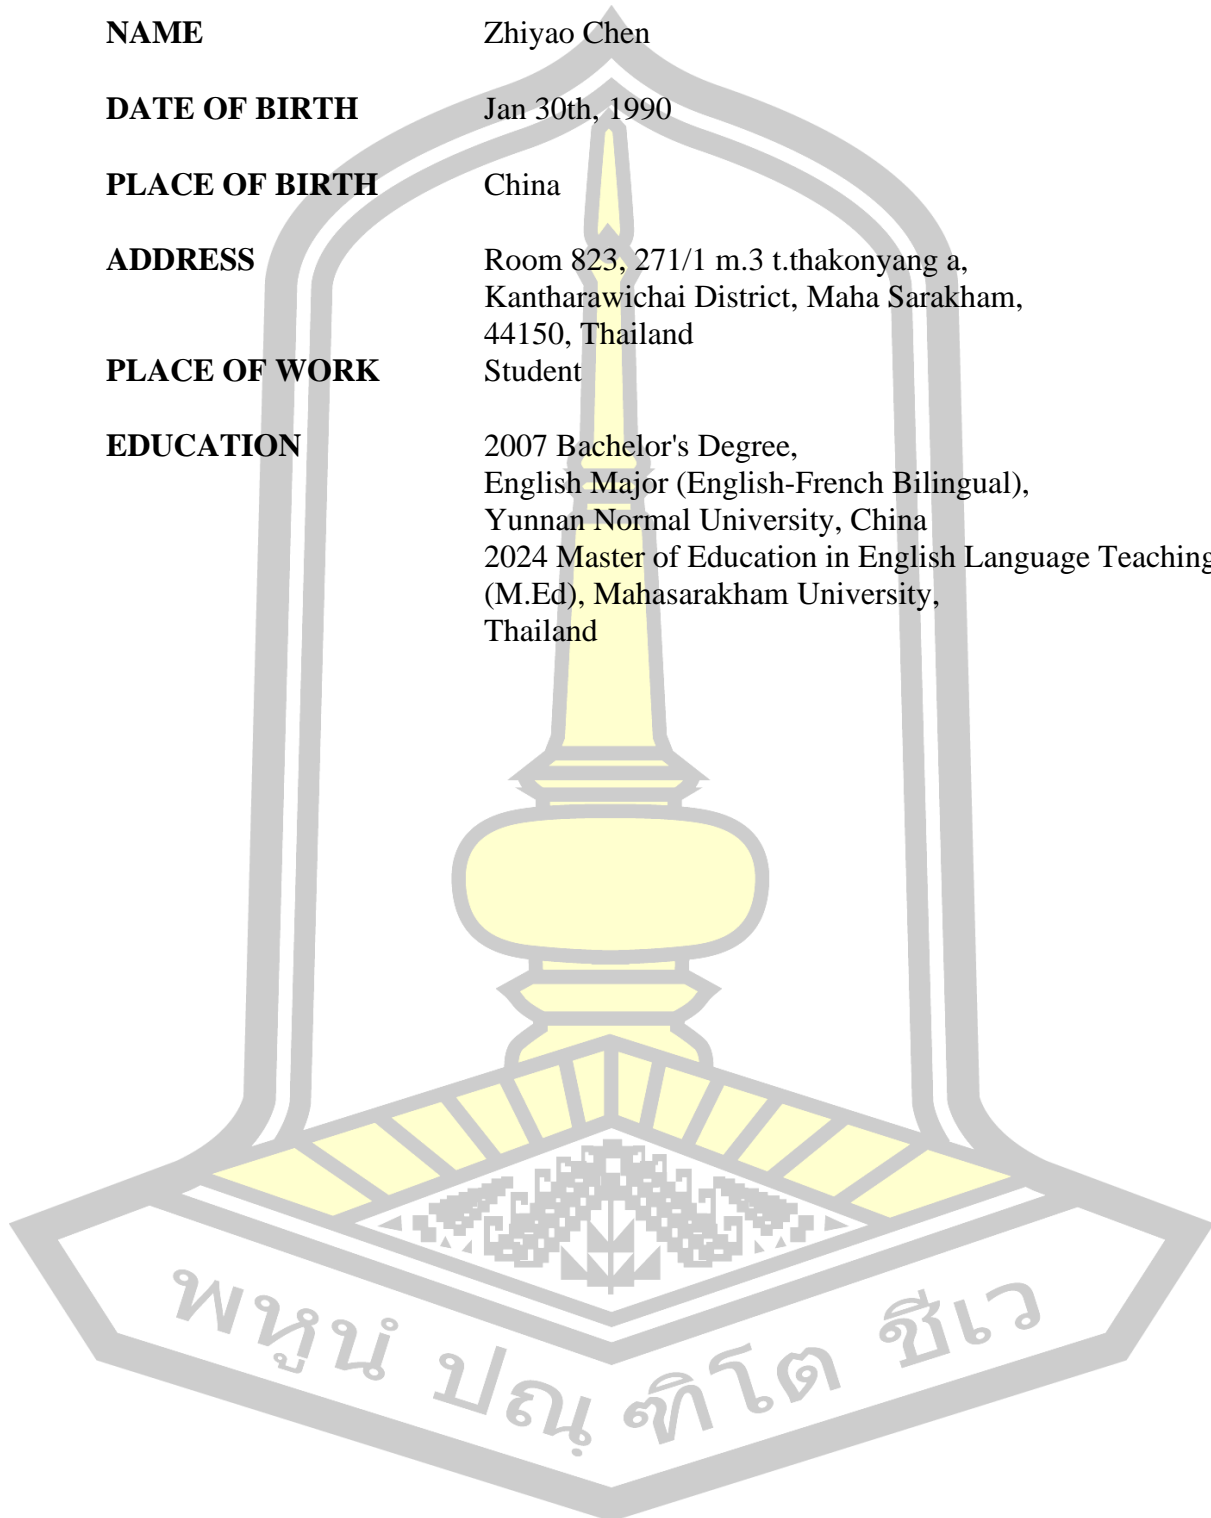 NAME Zhiyao Chen
DATE OF BIRTH Jan 30th, 1990
PLACE OF BIRTH China
ADDRESS Room 823, 271/1 m.3 t.thakonyang a,
Kantharawichai District, Maha Sarakham,
44150, Thailand
PLACE OF WORK Student
EDUCATION 2007 Bachelor's Degree,
English Major (English-French Bilingual),
Yunnan Normal University, China
2024 Master of Education in English Language Teaching
(M.Ed), Mahasarakham University,
Thailand
พหูนํ ปณฺฑิโต ชีเว